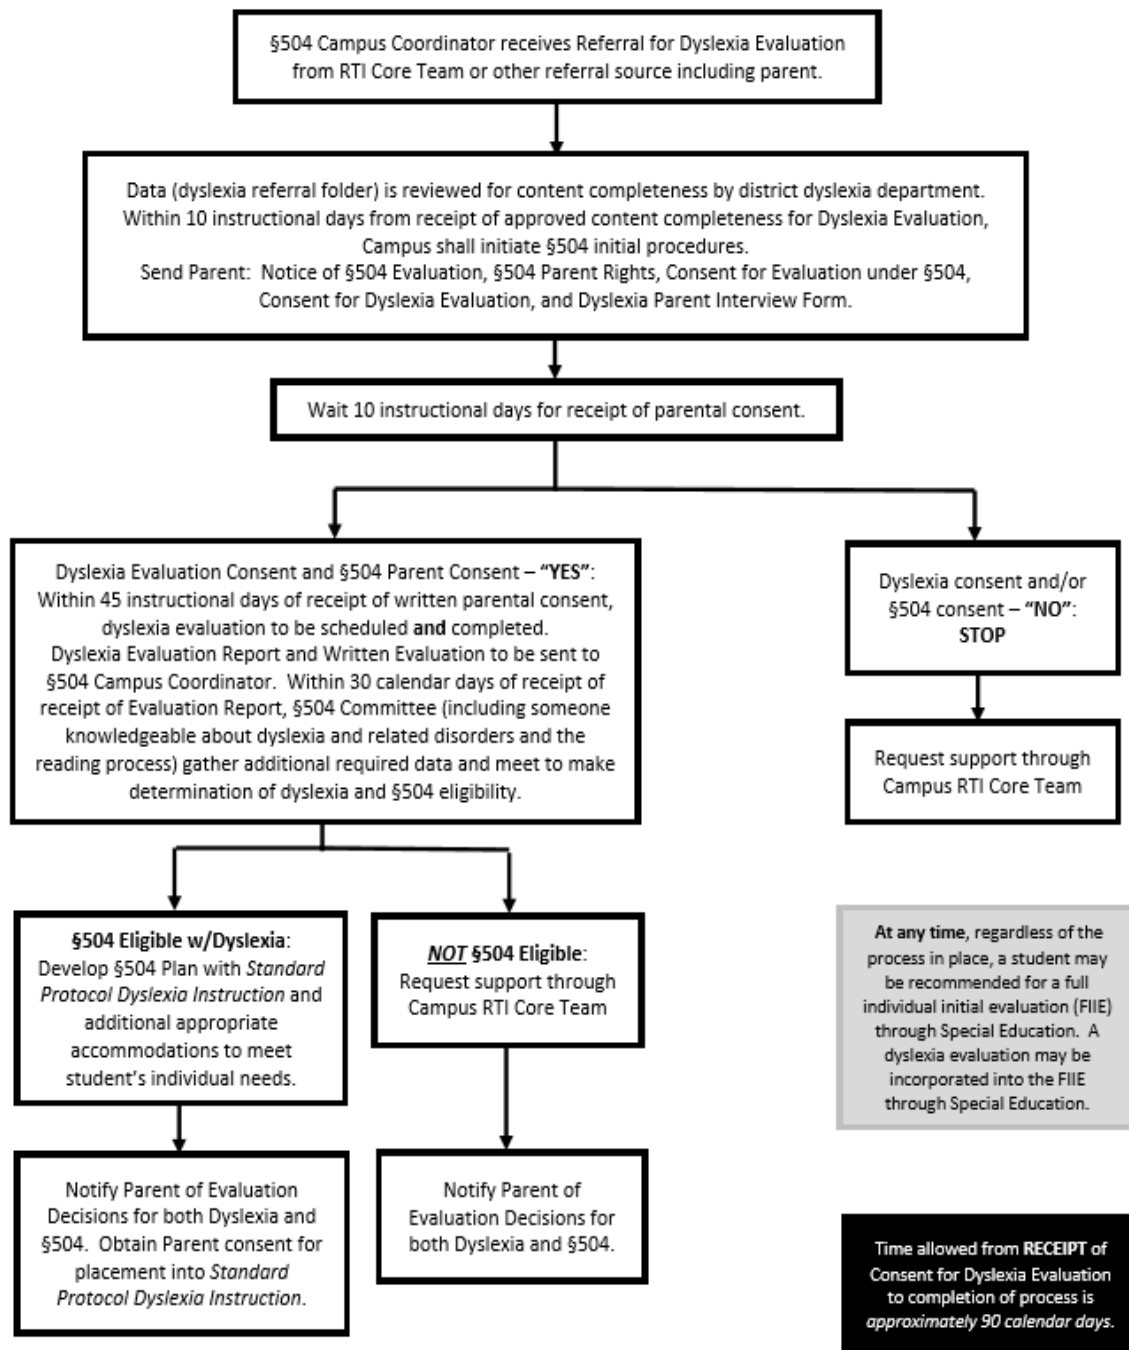 §504 Campus Coordinator receives Referral for Dyslexia Evaluation
from RTI Core Team or other referral source including parent.
Data (dyslexia referral folder) is reviewed for content completeness by district dyslexia department.
Within 10 instructional days from receipt of approved content completeness for Dyslexia Evaluation,
Campus shall initiate §504 initial procedures.
Send Parent:  Notice of §504 Evaluation, §504 Parent Rights, Consent for Evaluation under §504,
Consent for Dyslexia Evaluation, and Dyslexia Parent Interview Form.
Wait 10 instructional days for receipt of parental consent.
Dyslexia Evaluation Consent and §504 Parent Consent – “YES”:
Within 45 instructional days of receipt of written parental consent,
dyslexia evaluation to be scheduled and completed.
Dyslexia Evaluation Report and Written Evaluation to be sent to
§504 Campus Coordinator.  Within 30 calendar days of receipt of
receipt of Evaluation Report, §504 Committee (including someone
knowledgeable about dyslexia and related disorders and the
reading process) gather additional required data and meet to make
determination of dyslexia and §504 eligibility.
Dyslexia consent and/or
§504 consent – “NO”:
STOP
Request support through
Campus RTI Core Team
§504 Eligible w/Dyslexia:
Develop §504 Plan with Standard
Protocol Dyslexia Instruction and
additional appropriate
accommodations to meet
student’s individual needs.
NOT §504 Eligible:
Request support through
Campus RTI Core Team
At any time, regardless of the
process in place, a student may
be recommended for a full
individual initial evaluation (FIIE)
through Special Education.  A
dyslexia evaluation may be
incorporated into the FIIE
through Special Education.
Notify Parent of Evaluation
Decisions for both Dyslexia and
§504.  Obtain Parent consent for
placement into Standard
Protocol Dyslexia Instruction.
Notify Parent of
Evaluation Decisions for
both Dyslexia and §504.
Time allowed from RECEIPT of
Consent for Dyslexia Evaluation
to completion of process is
approximately 90 calendar days.